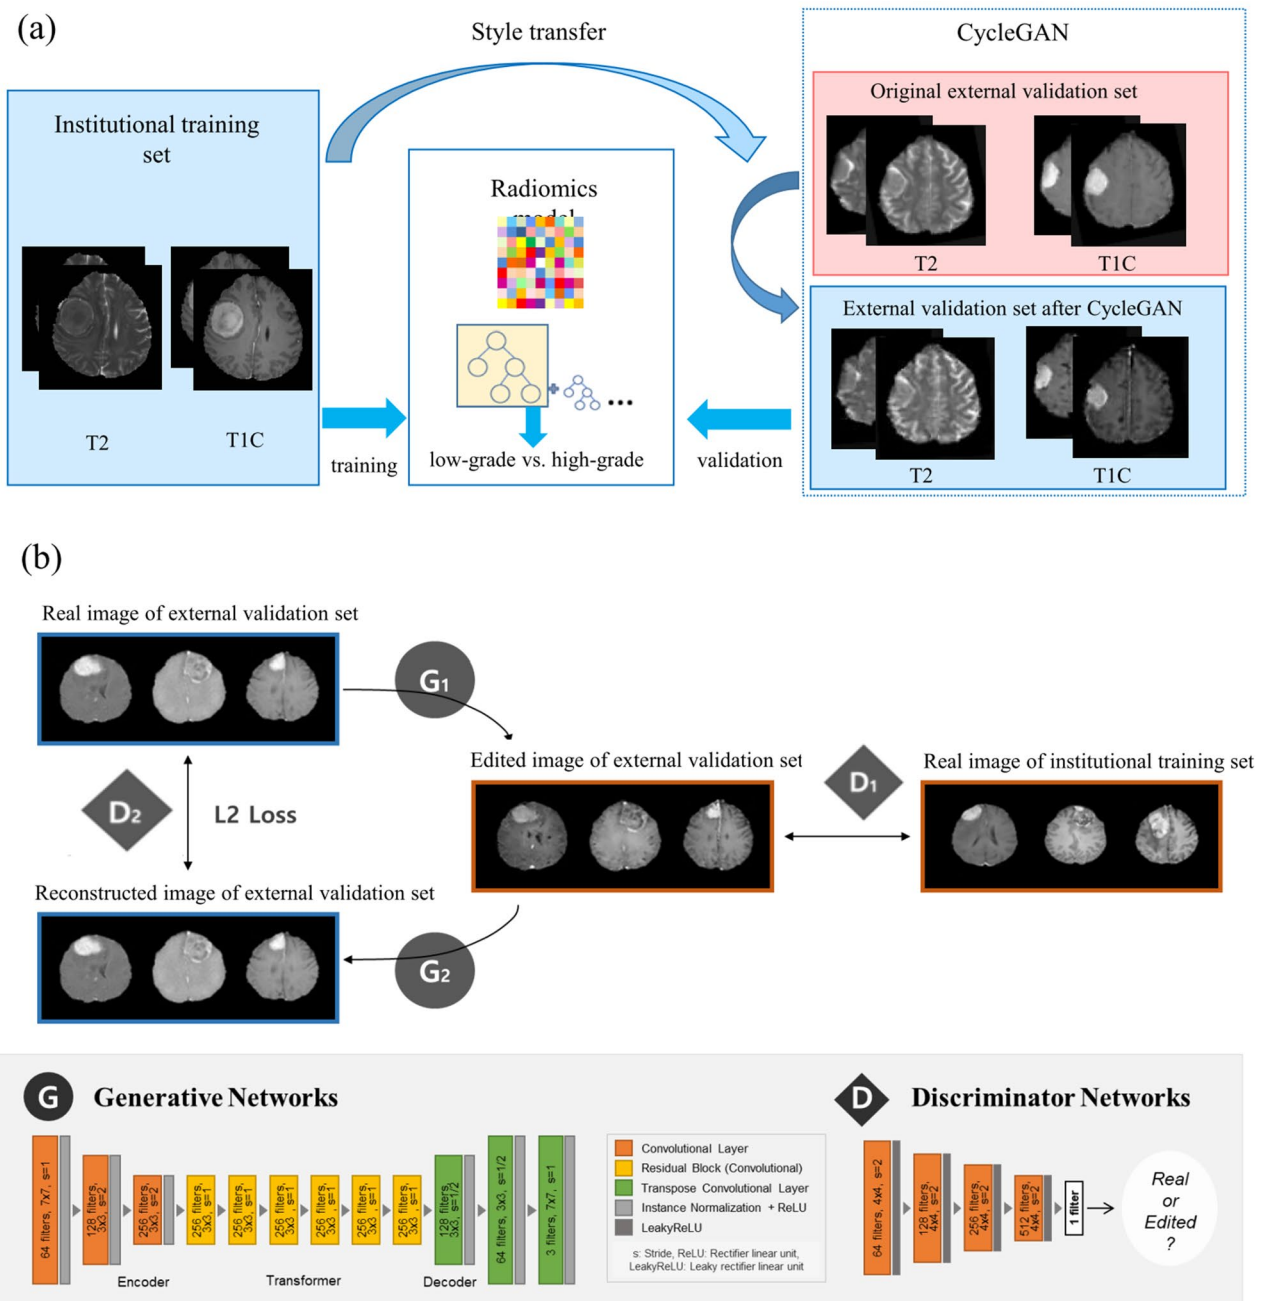 (a)
Style transfer
CycleGAN
Institutional training
set
T2
T1C
training
Radiomics
model
low-grade vs. high-grade
validation
Original external validation set
T2
T1C
External validation set after CycleGAN
T2
T1C
(b)
Real image of external validation set
G1
Edited image of external validation set
D1
Real image of institutional training set
D2
L2 Loss
Reconstructed image of external validation set
G2
G
Generative Networks
64 filters, 7x7, s=1
128 filters,
3x3, s=2
256 filters,
3x3, s=2
256 filters,
3x3, s=1
256 filters,
3x3, s=1
256 filters,
3x3, s=1
256 filters,
3x3, s=1
256 filters,
3x3, s=1
256 filters,
3x3, s=1
128 filters,
3x3, s=1/2
64 filters, 3x3, s=1/2
3 filters, 7x7, s=1
Encoder
Transformer
Decoder
Convolutional Layer
Residual Block (Convolutional)
Transpose Convolutional Layer
Instance Normalization + ReLU
LeakyReLU
s: Stride, ReLU: Rectifier linear unit,
LeakyReLU: Leaky rectifier linear unit
D
Discriminator Networks
64 filters, 4x4, s=2
128 filters,
4x4, s=2
256 filters,
4x4, s=2
512 filters,
4x4, s=2
1 filter
Real
or
Edited
?